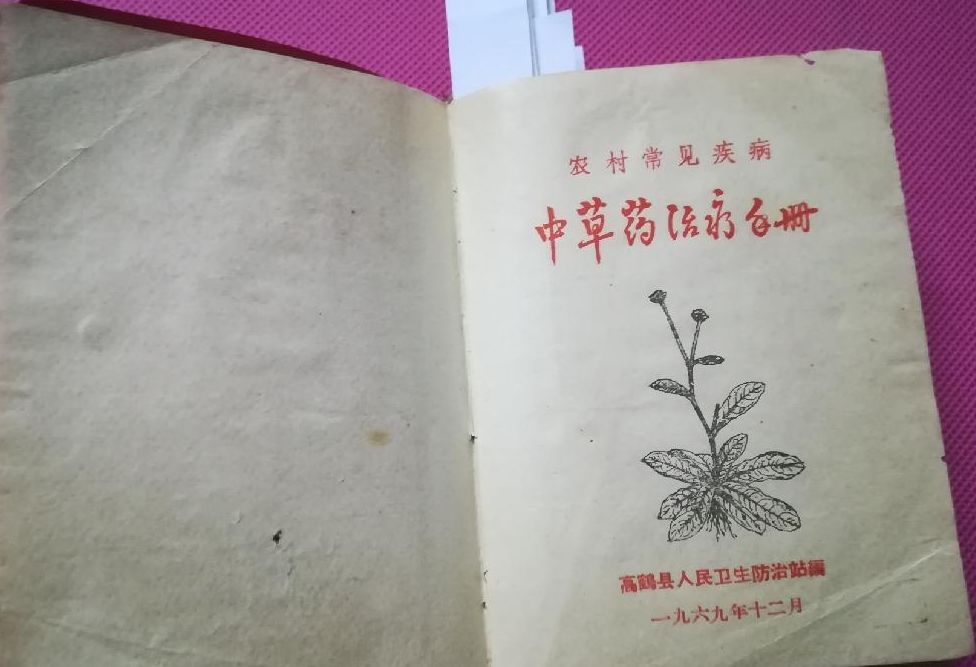 农村常见疾病
中草药治疗手册
高鹤县人民卫生防治站编
一九六九年十二月